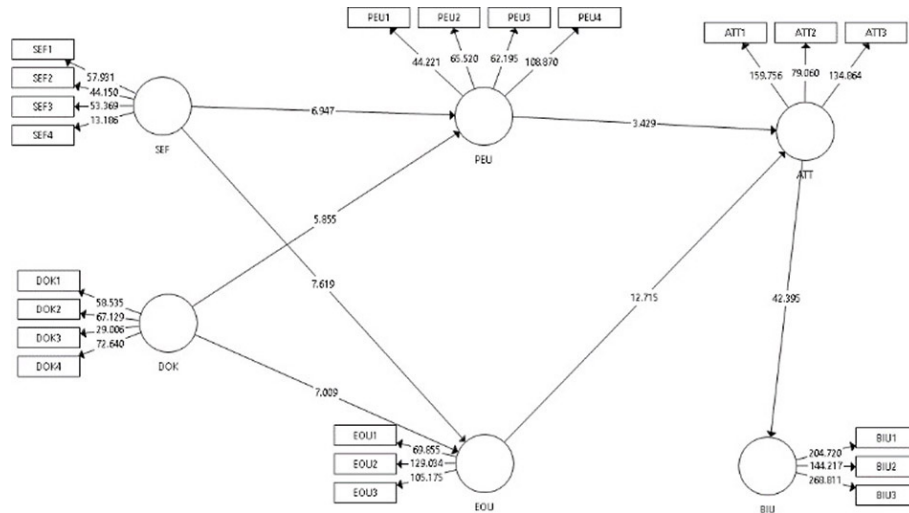 PEU1
PEU2
PEU3
PEU4
44.221
65.520
62.195
108.870
PEU
ATT1
ATT2
ATT3
159.756
79.060
134.864
ATT
SEF1
SEF2
SEF3
SEF4
57.931
44.150
53.369
13.186
SEF
6.947
3.429
5.855
7.619
12.715
42.395
DOK1
DOK2
DOK3
DOK4
58.535
67.129
29.006
72.640
DOK
7.009
EOU1
EOU2
EOU3
69.855
129.034
105.175
EOU
BIU1
BIU2
BIU3
204.720
144.217
268.811
BIU